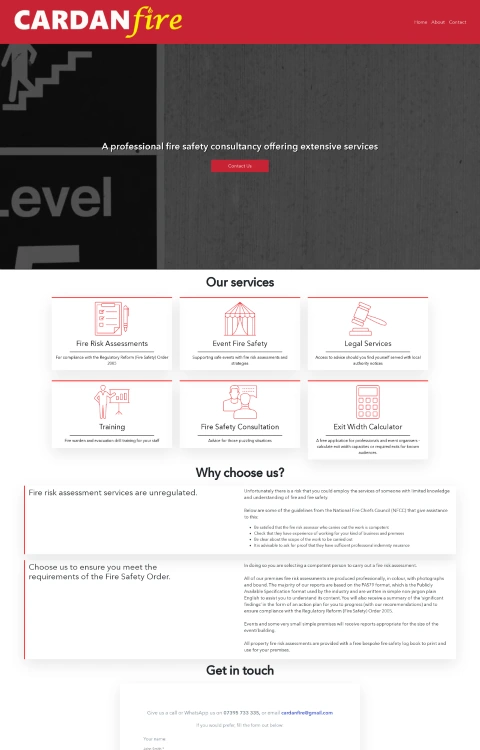 CARDANfire
Home About Contact
Level
5
A professional fire safety consultancy offering extensive services
Contact Us
Our services
Fire Risk Assessments
For compliance with the Regulatory Reform (Fire Safety) Order
2005
Event Fire Safety
Supporting safe events with fire risk assessments and
strategies
Legal Services
Access to advice should you find yourself served with local
authority notices
Training
Fire warden and evacuation drill training for your staff
Fire Safety Consultation
Advice for those puzzling situations
Exit Width Calculator
A free application for professionals and event organisers -
calculate exit widths capacities or required exits for known
audiences
Why choose us?
Fire risk assessment services are unregulated.
Unfortunately there is a risk that you could employ the services of someone with limited knowledge
and understanding of fire and fire safety.
Below are some of the guidelines from the National Fire Chiefs Council (NFCC) that give assistance
to this:
Be satisfied that the fire risk assessor who carries out the work is competent
Check that they have experience of working for your kind of business and premises
Be clear about the scope of the work to be carried out
It is advisable to ask for proof that they have sufficient professional indemnity insurance
Choose us to ensure you meet the
requirements of the Fire Safety Order.
In doing so you are selecting a competent person to carry out a fire risk assessment.
All of our premises fire risk assessments are produced professionally, in colour, with photographs
and bound. The majority of our reports are based on the PAS79 format, which is the Publicly
Available Specification format used by the industry and are written in simple non-jargon plain
English to assist you to understand its content. You will also receive a summary of the 'significant
findings' in the form of an action plan for you to progress (with our recommendations) and to
ensure compliance with the Regulatory Reform (Fire Safety) Order 2005.
Events and some very small simple premises will receive reports appropriate for the size of the
event/building.
All property fire risk assessments are provided with a free bespoke fire safety log book to print and
use for your premises.
Get in touch
Give us a call or WhatsApp us on 07395 733 335, or email cardanfire@gmail.com
If you would prefer, fill the form out below:
Your name